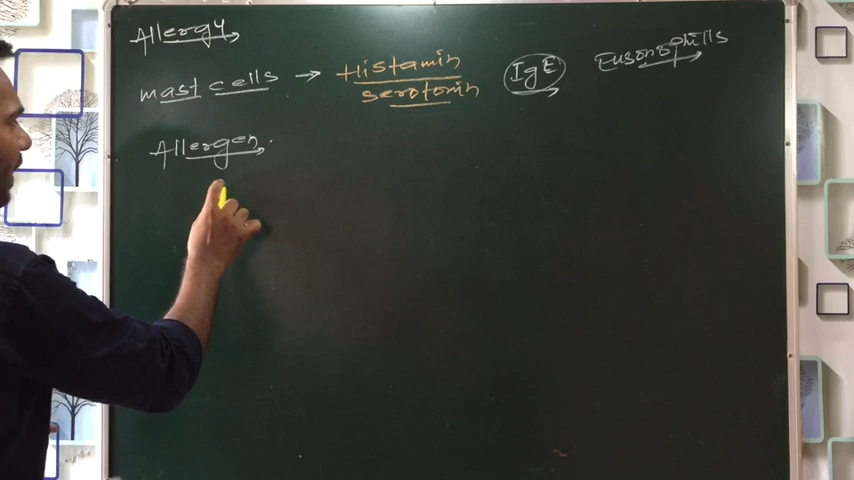 Allergy
mast cells → Histamin IgE Eusonophills
serotonin
Allergen.